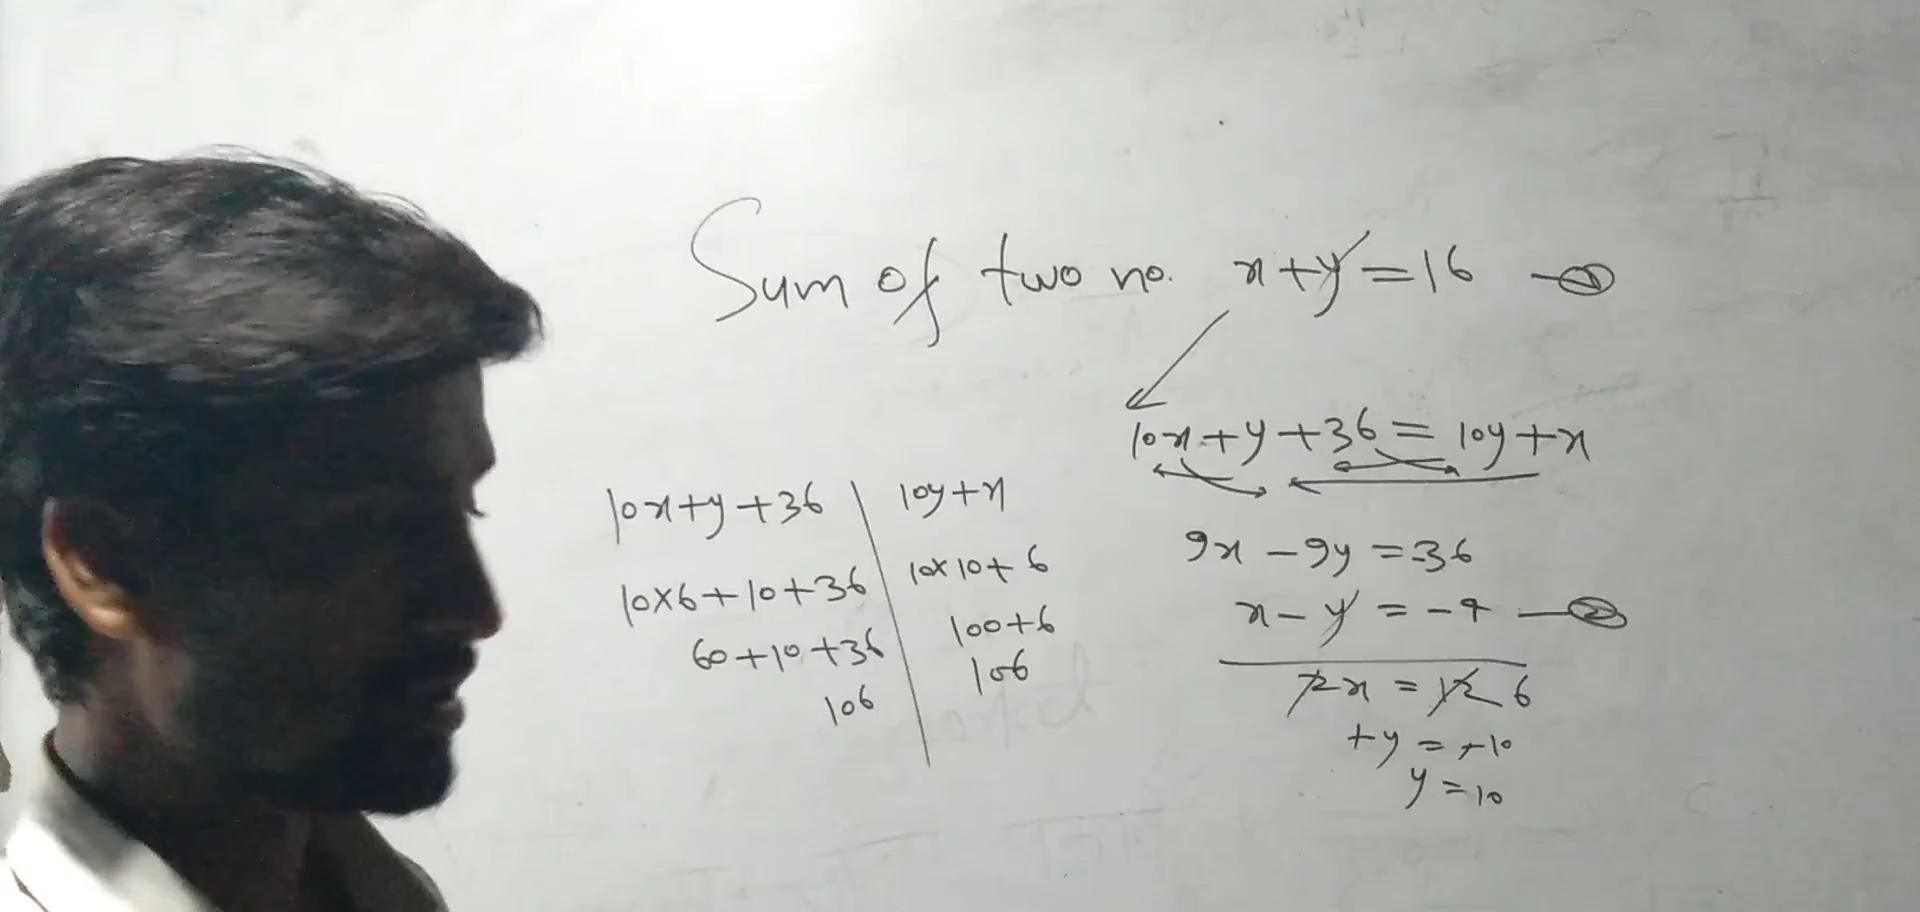 Sum of two no. x+y=16 —①
10x+y+36=10y+x
10x+y+36 | 10y+x
10×6+10+36 | 10×10+6
60+10+36 | 100+6
106 | 106
9x-9y=-36
x-y=-4 —②
2x=12 6
+y=+10
y=10